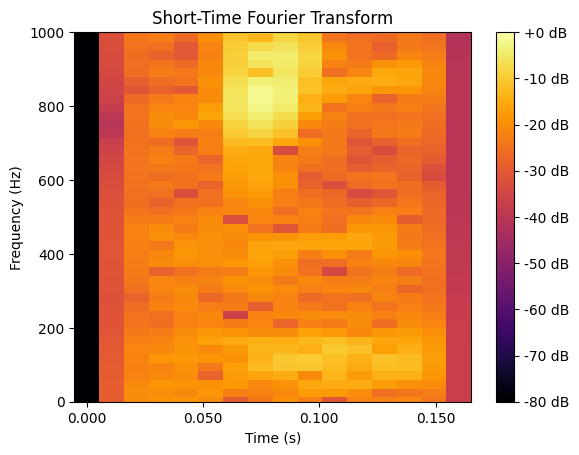 Short-Time Fourier Transform
1000
800
600
400
200
0
Frequency (Hz)
0.000
0.050
0.100
0.150
Time (s)
+0 dB
-10 dB
-20 dB
-30 dB
-40 dB
-50 dB
-60 dB
-70 dB
-80 dB